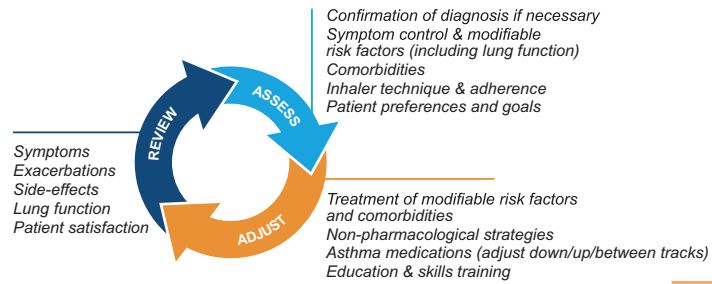 Confirmation of diagnosis if necessary
Symptom control & modifiable
risk factors (including lung function)
Comorbidities
Inhaler technique & adherence
Patient preferences and goals
ASSESS
REVIEW
Symptoms
Exacerbations
Side-effects
Lung function
Patient satisfaction
ADJUST
Treatment of modifiable risk factors
and comorbidities
Non-pharmacological strategies
Asthma medications (adjust down/up/between tracks)
Education & skills training